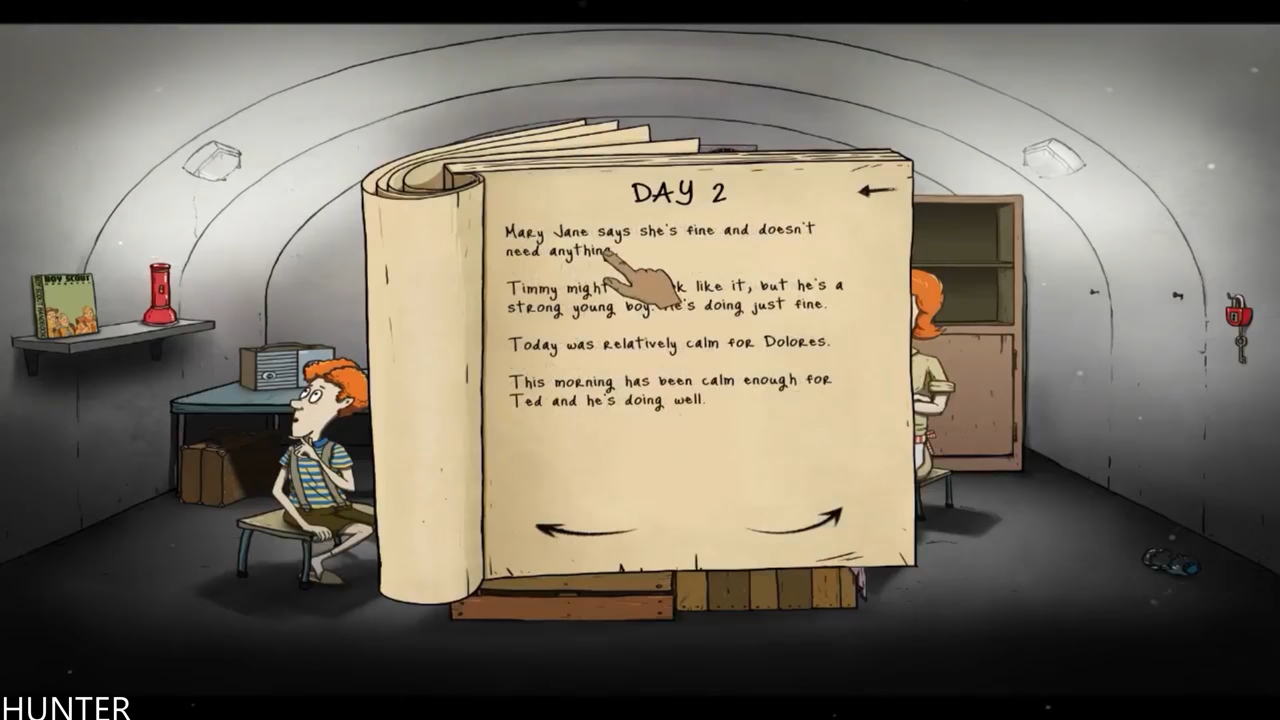 BOY SCOUT
DAY 2
Mary Jane says she's fine and doesn't
need anything
Timmy might k like it, but he's a
strong young boy. He's doing just fine.
Today was relatively calm for Dolores.
This morning has been calm enough for
Ted and he's doing well.
HUNTER